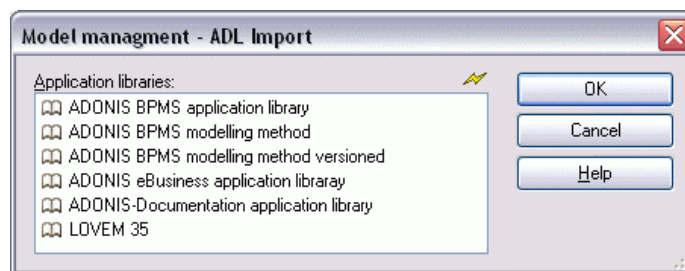 Model managment - ADL Import
Application libraries:
OK
ADONIS BPMS application library
ADONIS BPMS modelling method
Cancel
ADONIS BPMS modelling method versioned
ADONIS eBusiness application libraray
Help
ADONIS-Documentation application library
LOVEM 35